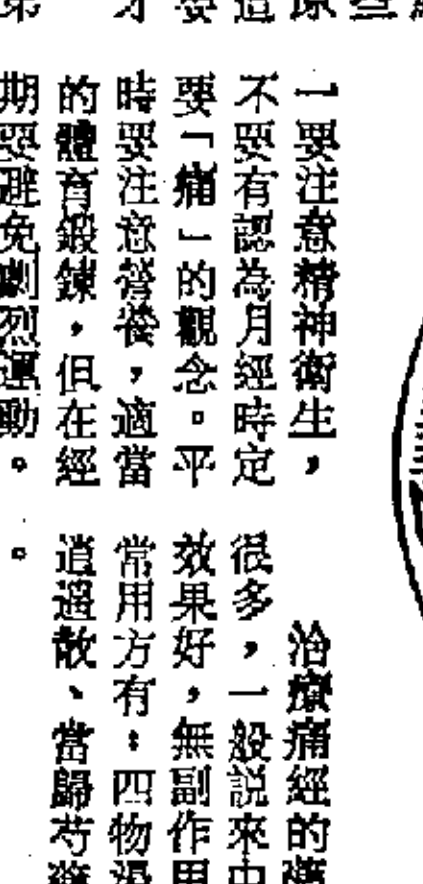 一要注意精神衛生，
不要有認為月經時定
要「痛」的觀念。平
時要注意營養，適當
的體育鍛鍊，但在經
期要避免劇烈運動。
治療痛經的藥
很多，一般説來中
效果好，無副作用
常用方有：四物湯
逍遥散、當歸芍
。